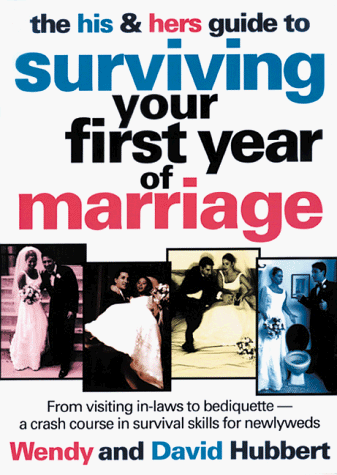 the his & hers guide to
surviving
your
first year
of
marriage
From visiting in-laws to bediquette —
a crash course in survival skills for newlyweds
Wendy and David Hubbert